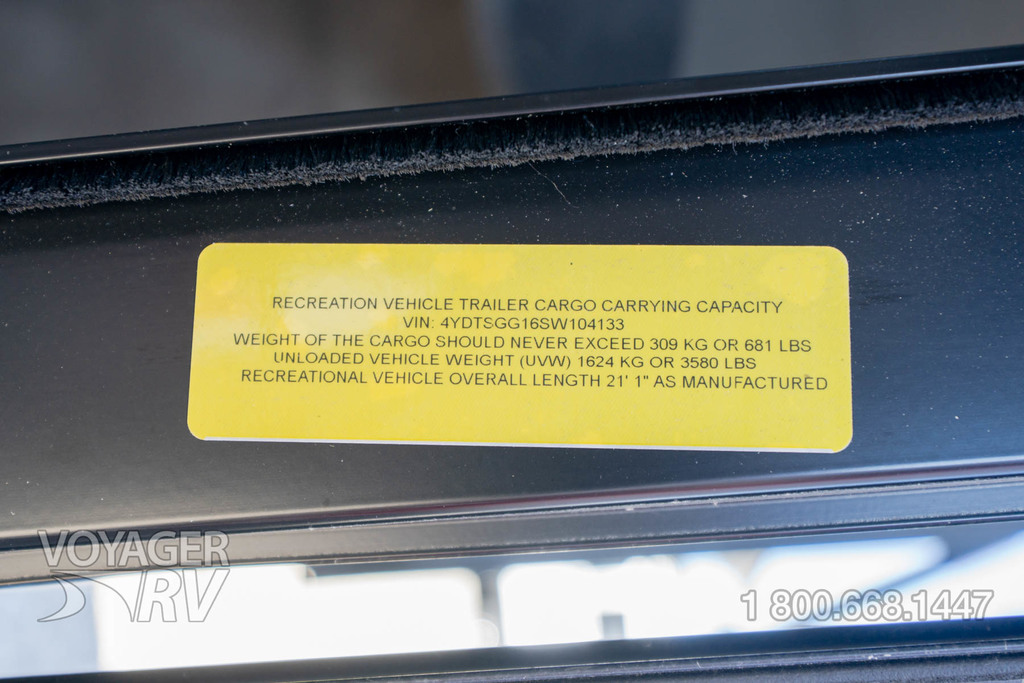 RECREATION VEHICLE TRAILER CARGO CARRYING CAPACITY
VIN: 4YDTSGG16SW104133
WEIGHT OF THE CARGO SHOULD NEVER EXCEED 309 KG OR 681 LBS
UNLOADED VEHICLE WEIGHT (UVW) 1624 KG OR 3580 LBS
RECREATIONAL VEHICLE OVERALL LENGTH 21' 1" AS MANUFACTURED
VOYAGER
RV
1 800.668.1447